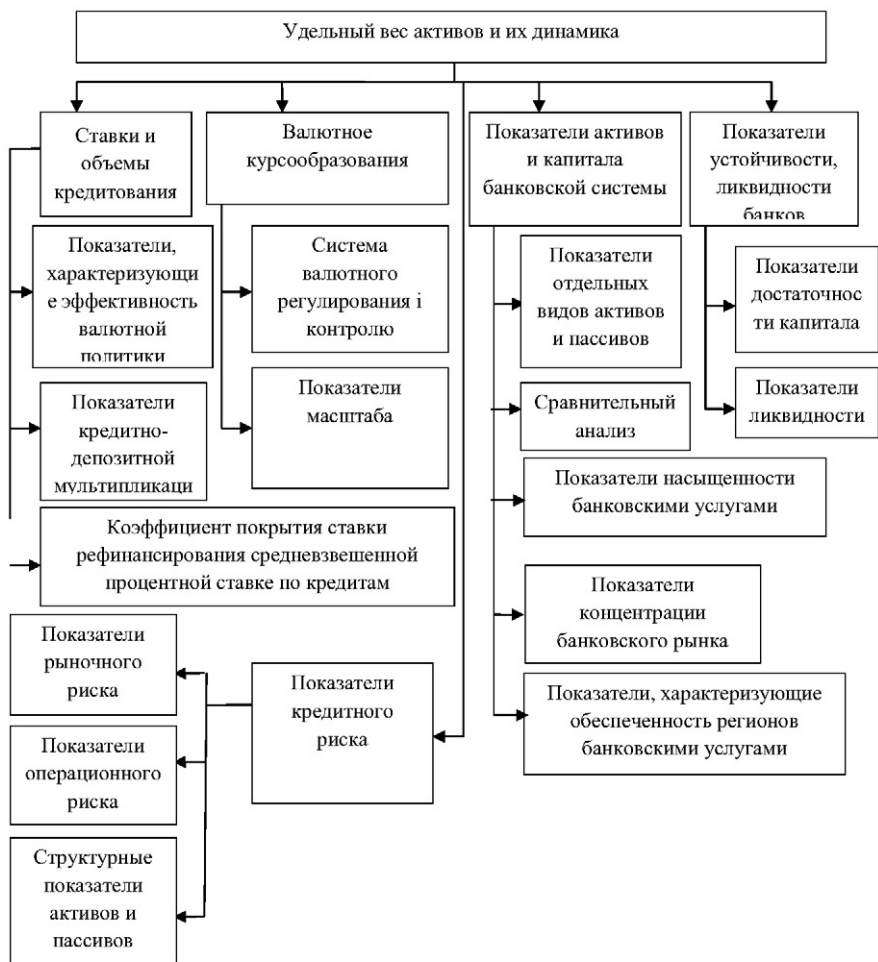 Удельный вес активов и их динамика
Ставки и
объемы
кредитования
Валютное
курсообразования
Показатели активов
и капитала
банковской системы
Показатели
устойчивости,
ликвидности
банков
Показатели,
характеризующи
е эффективность
валютной
политики
Система
валютного
регулирования і
контролю
Показатели
отдельных
видов активов
и пассивов
Показатели
достаточнос
ти капитала
Показатели
кредитно-
депозитной
мультипликаци
Показатели
масштаба
Сравнительный
анализ
Показатели
ликвидности
Показатели насыщенности
банковскими услугами
Коэффициент покрытия ставки
рефинансирования средневзвешенной
процентной ставке по кредитам
Показатели
концентрации
банковского рынка
Показатели
рыночного
риска
Показатели
кредитного
риска
Показатели, характеризующие
обеспеченность регионов
банковскими услугами
Показатели
операционного
риска
Структурные
показатели
активов и
пассивов